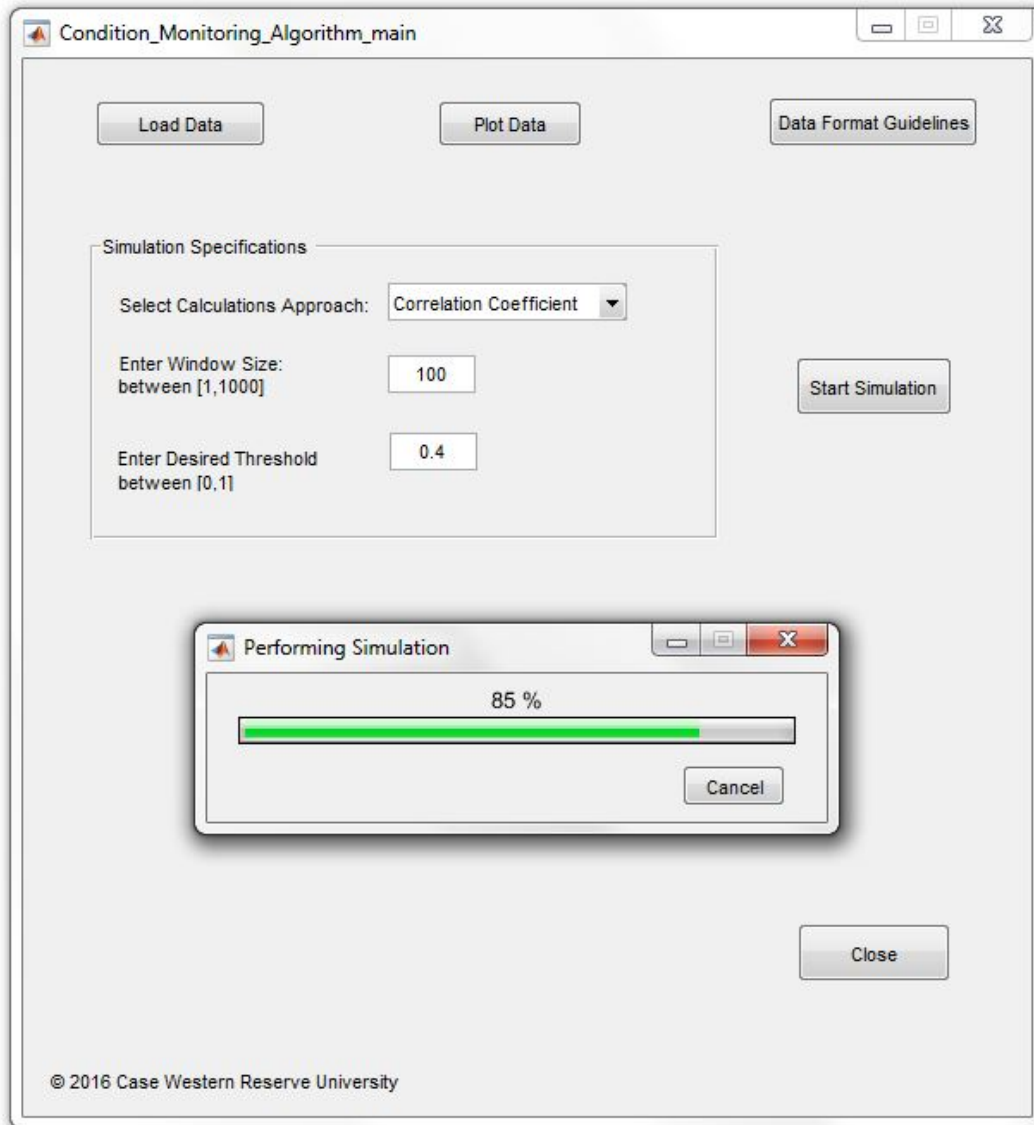 Condition_Monitoring_Algorithm_main
Load Data
Plot Data
Data Format Guidelines
Simulation Specifications
Select Calculations Approach:
Correlation Coefficient
Enter Window Size:
between [1,1000]
100
Start Simulation
Enter Desired Threshold
between [0,1]
0.4
Performing Simulation
85 %
Cancel
Close
© 2016 Case Western Reserve University